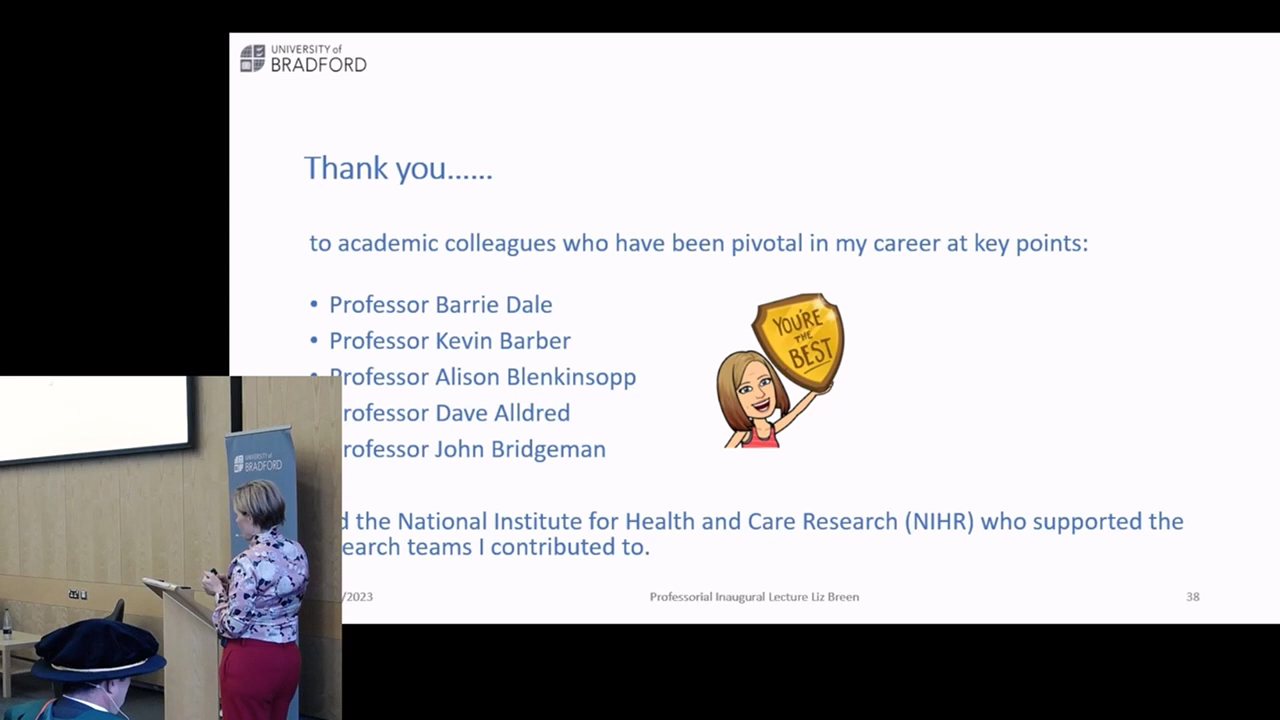 UNIVERSITY of
BRADFORD
Thank you......
to academic colleagues who have been pivotal in my career at key points:
• Professor Barrie Dale
• Professor Kevin Barber
Professor Alison Blenkinsopp
rofessor Dave Alldred
rofessor John Bridgeman
YOU'RE
THE
BEST
d the National Institute for Health and Care Research (NIHR) who supported the
earch teams I contributed to.
/2023
Professorial Inaugural Lecture Liz Breen
38
UNIVERSITY of
BRADFORD